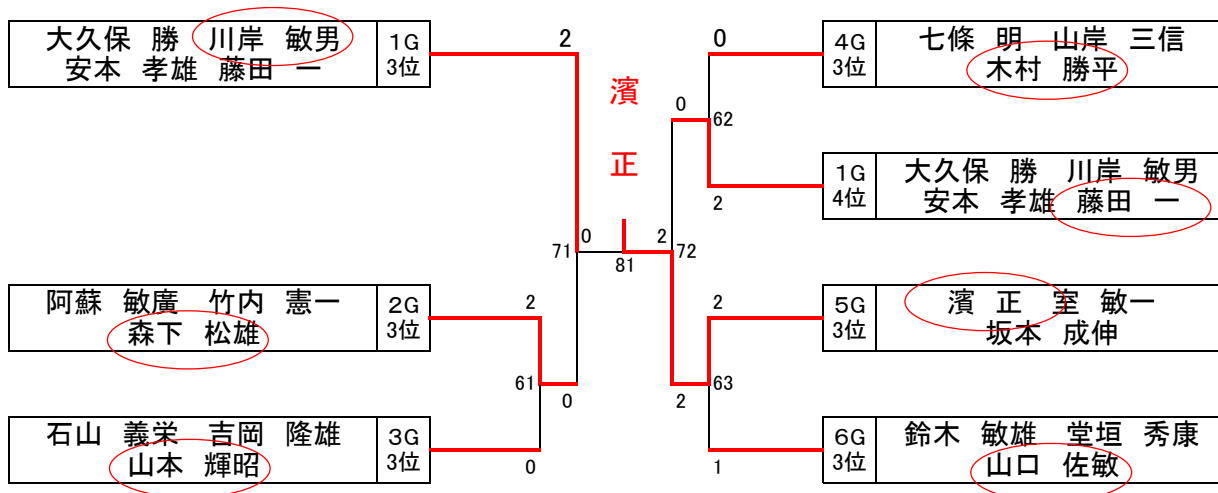 大久保 勝 川岸 敏男
安本 孝雄 藤田 一
1G
3位
2
0
4G
3位
七條 明 山岸 三信
木村 勝平
濱
正
0
62
2
1G
4位
大久保 勝 川岸 敏男
安本 孝雄 藤田 一
71
0
81
2
72
阿蘇 敏廣 竹内 憲一
森下 松雄
2G
3位
2
61
0
2
5G
3位
濱 正 室 敏一
坂本 成伸
63
2
石山 義栄 吉岡 隆雄
山本 輝昭
3G
3位
0
1
6G
3位
鈴木 敏雄 堂垣 秀康
山口 佐敏